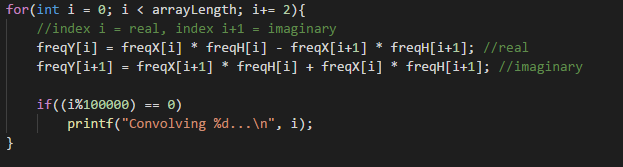 for(int i = 0; i < arrayLength; i+= 2){
    //index i = real, index i+1 = imaginary
    freqY[i] = freqX[i] * freqH[i] - freqX[i+1] * freqH[i+1]; //real
    freqY[i+1] = freqX[i+1] * freqH[i] + freqX[i] * freqH[i+1]; //imaginary

    if((i%100000) == 0)
        printf("Convolving %d...\n", i);
}